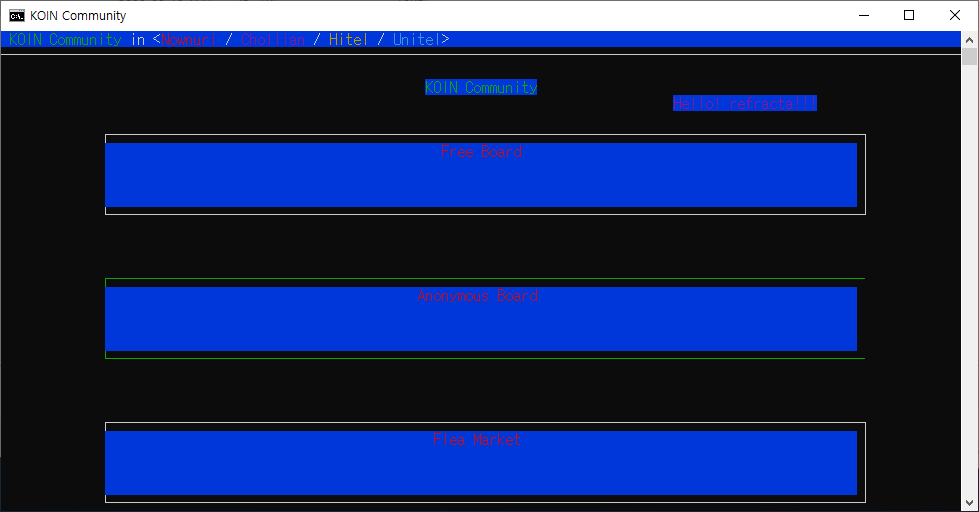 KOIN Community
KOIN Community in <Nownuri / Chollian / Hitel / Unitel>
KOIN Community
Hello! refracta!!!
Free Board
Anonymous Board
Flea Market